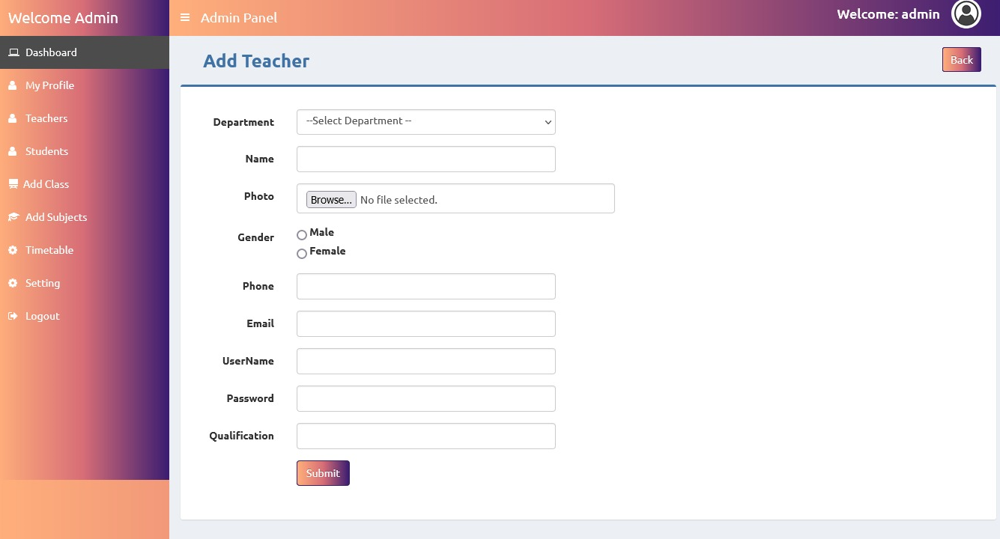 Welcome Admin
Admin Panel
Welcome: admin
Dashboard
My Profile
Teachers
Students
Add Class
Add Subjects
Timetable
Setting
Logout
Add Teacher
Back
Department
--Select Department --
Name
Photo
Browse... No file selected.
Gender
Male
Female
Phone
Email
UserName
Password
Qualification
Submit